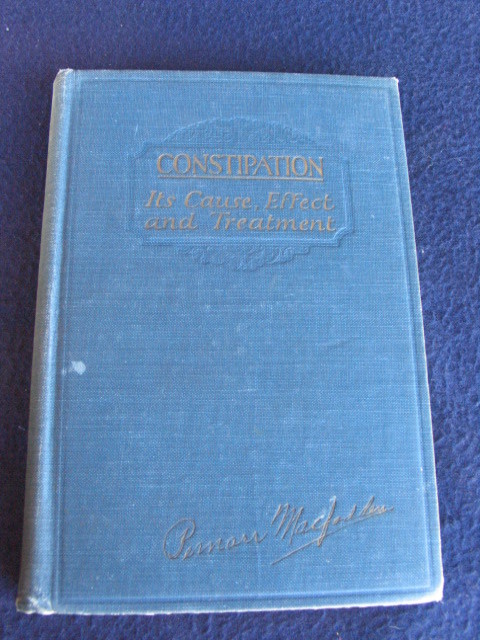 CONSTIPATION
Its Cause, Effect
and Treatment
Bernarr Macfadden